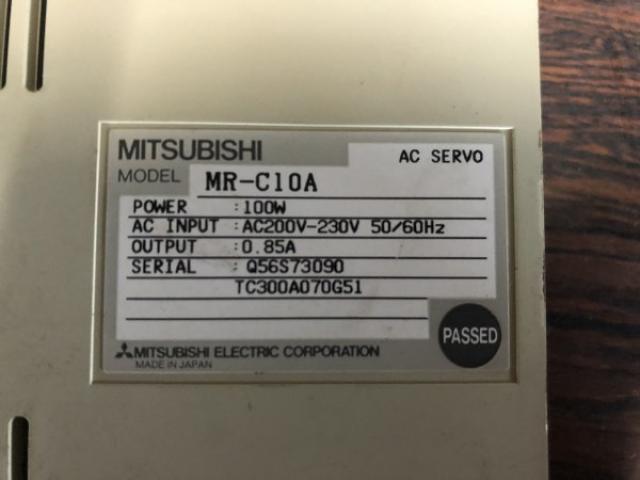 MITSUBISHI
AC SERVO
MODEL MR-C10A
POWER :100W
AC INPUT :AC200V-230V 50/60Hz
OUTPUT :0.85A
SERIAL : Q56S73090
TC300A070G51
PASSED
MITSUBISHI ELECTRIC CORPORATION
MADE IN JAPAN